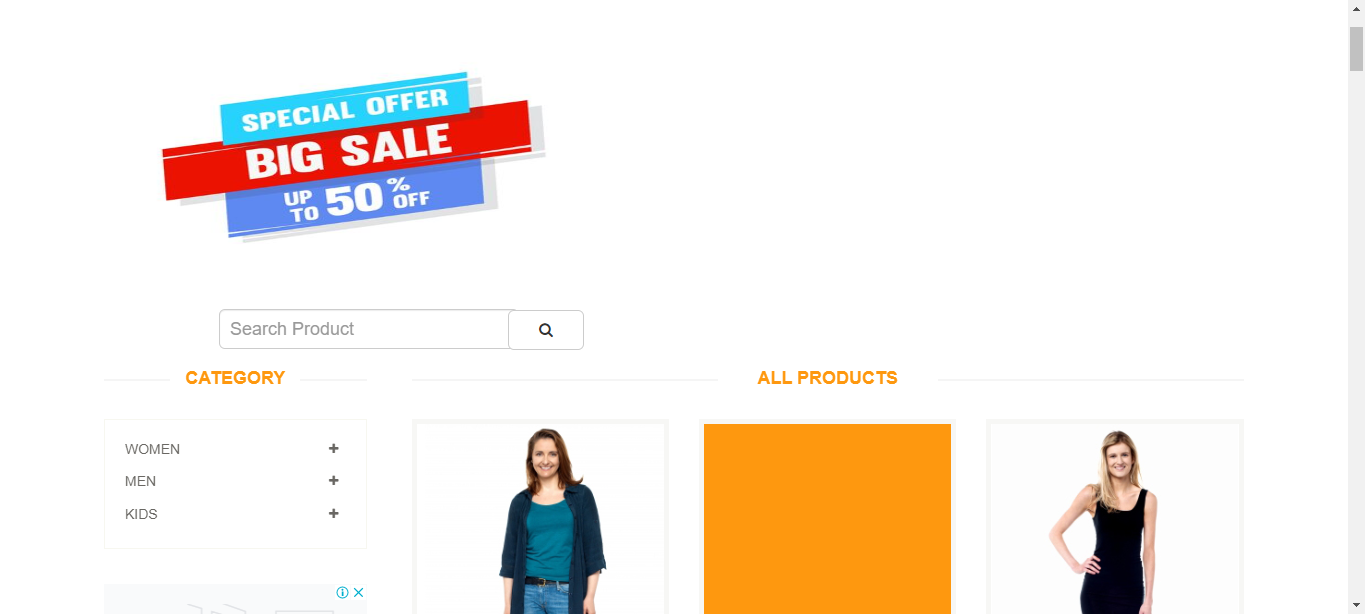 SPECIAL OFFER
BIG SALE
UP TO 50% OFF
Search Product
CATEGORY
ALL PRODUCTS
WOMEN
MEN
KIDS